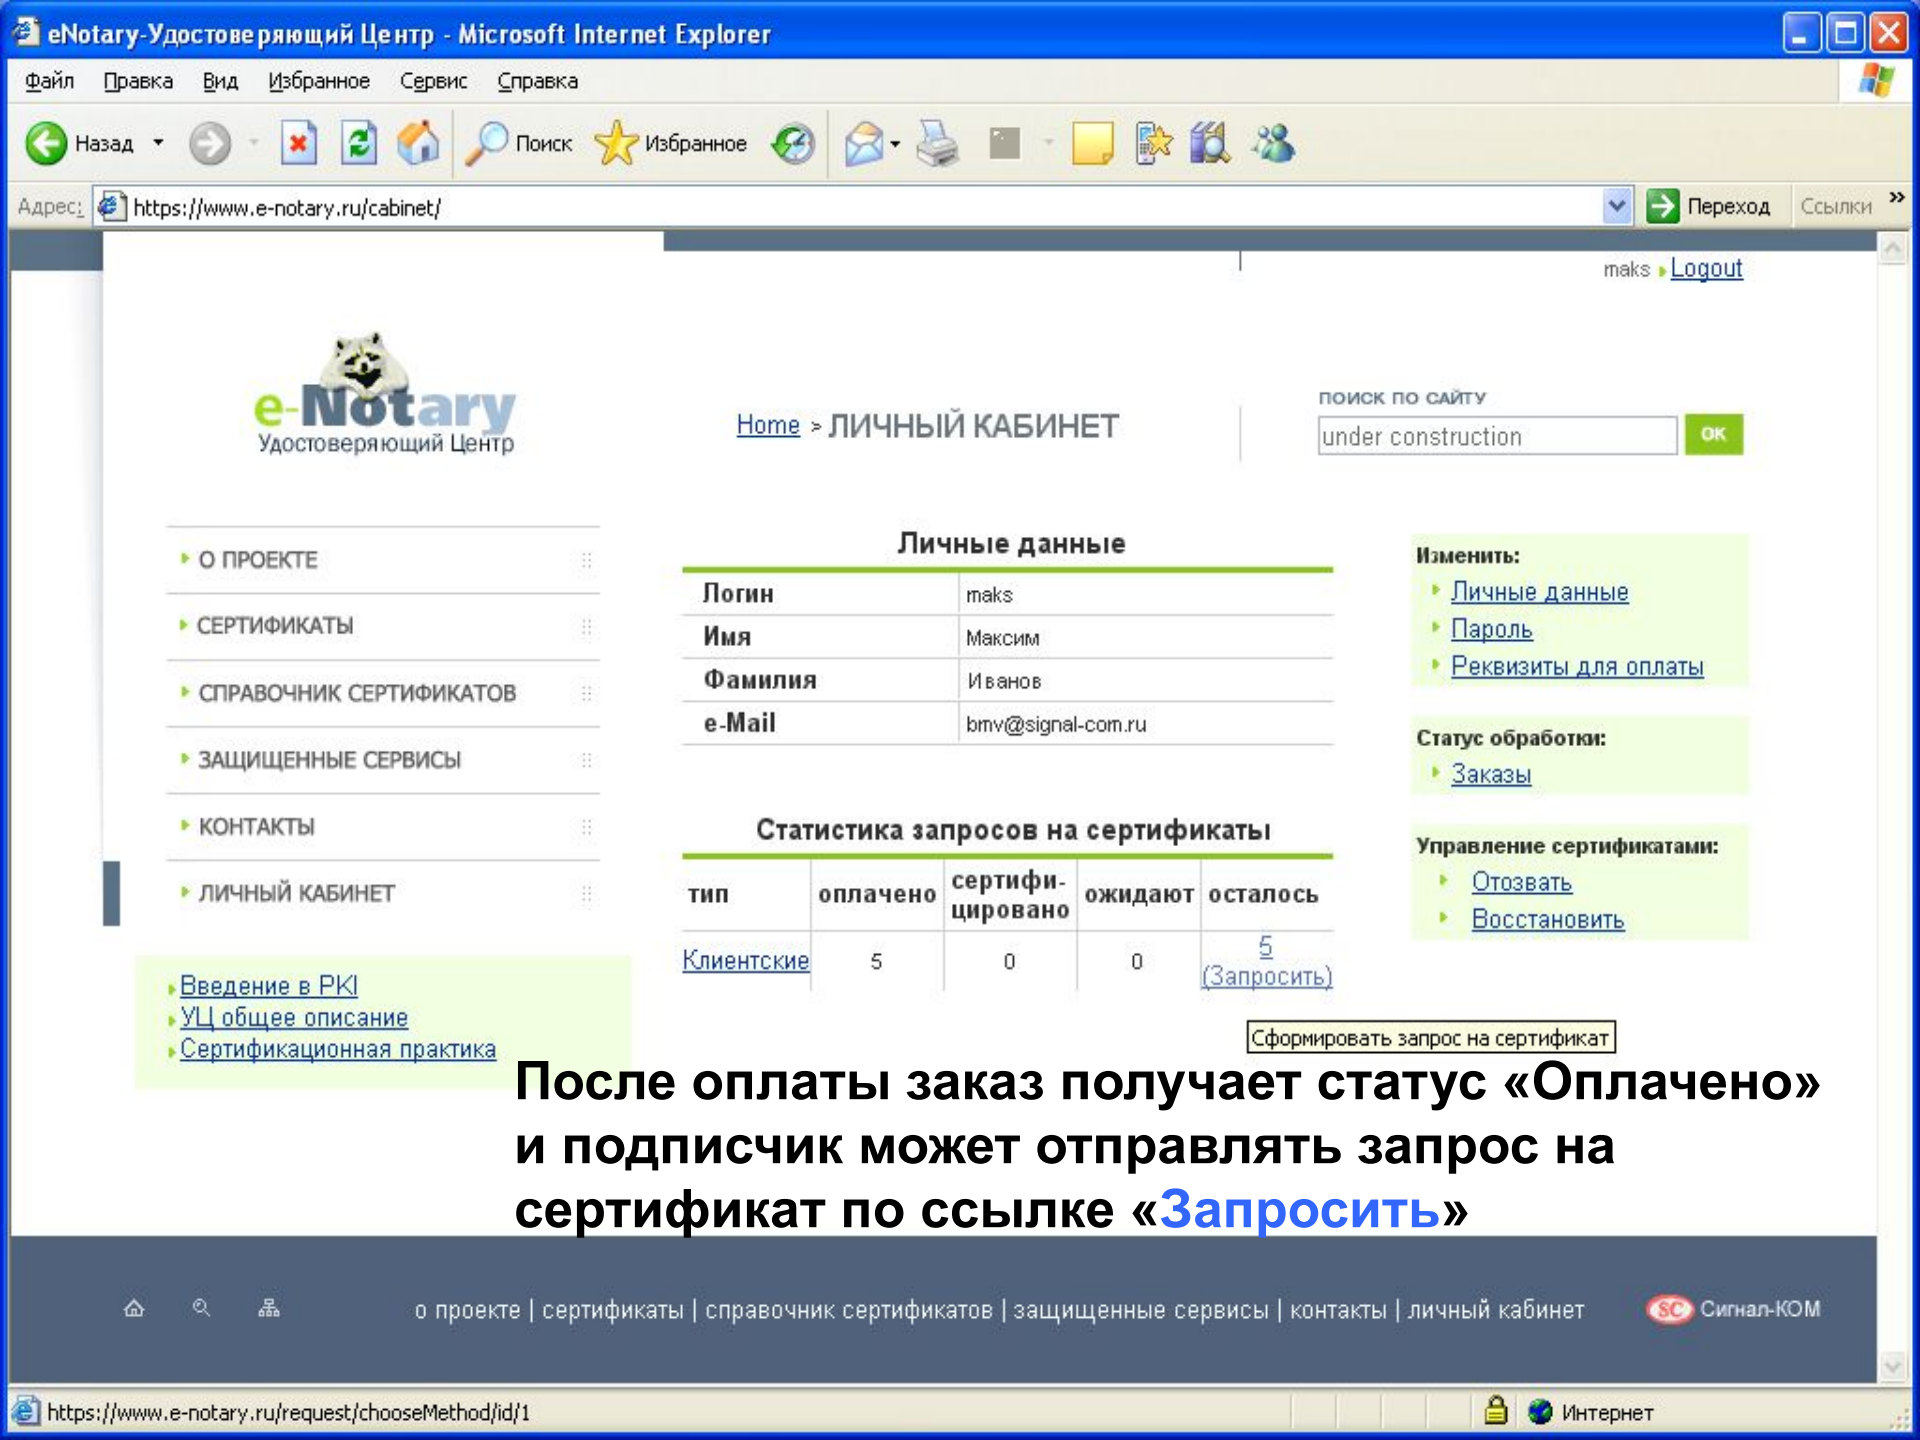 eNotary-Удостоверяющий Центр - Microsoft Internet Explorer
Файл Правка Вид Избранное Сервис Справка
Назад Поиск Избранное
Адрес: https://www.e-notary.ru/cabinet/ Переход Ссылки »
maks Logout
e-Notary
Удостоверяющий Центр
Home > ЛИЧНЫЙ КАБИНЕТ
ПОИСК ПО САЙТУ
under construction OK
О ПРОЕКТЕ
СЕРТИФИКАТЫ
СПРАВОЧНИК СЕРТИФИКАТОВ
ЗАЩИЩЕННЫЕ СЕРВИСЫ
КОНТАКТЫ
ЛИЧНЫЙ КАБИНЕТ
Введение в PKI
УЦ общее описание
Сертификационная практика
Личные данные
Логин maks
Имя Максим
Фамилия Иванов
e-Mail bmv@signal-com.ru
Статистика запросов на сертификаты
тип оплачено сертифи-
цировано ожидают осталось
Клиентские 5 0 0 5
(Запросить)
Изменить:
Личные данные
Пароль
Реквизиты для оплаты
Статус обработки:
Заказы
Управление сертификатами:
Отозвать
Восстановить
Сформировать запрос на сертификат
После оплаты заказ получает статус «Оплачено»
и подписчик может отправлять запрос на
сертификат по ссылке «Запросить»
о проекте | сертификаты | справочник сертификатов | защищенные сервисы | контакты | личный кабинет
SC Сигнал-КОМ
https://www.e-notary.ru/request/chooseMethod/id/1 Интернет